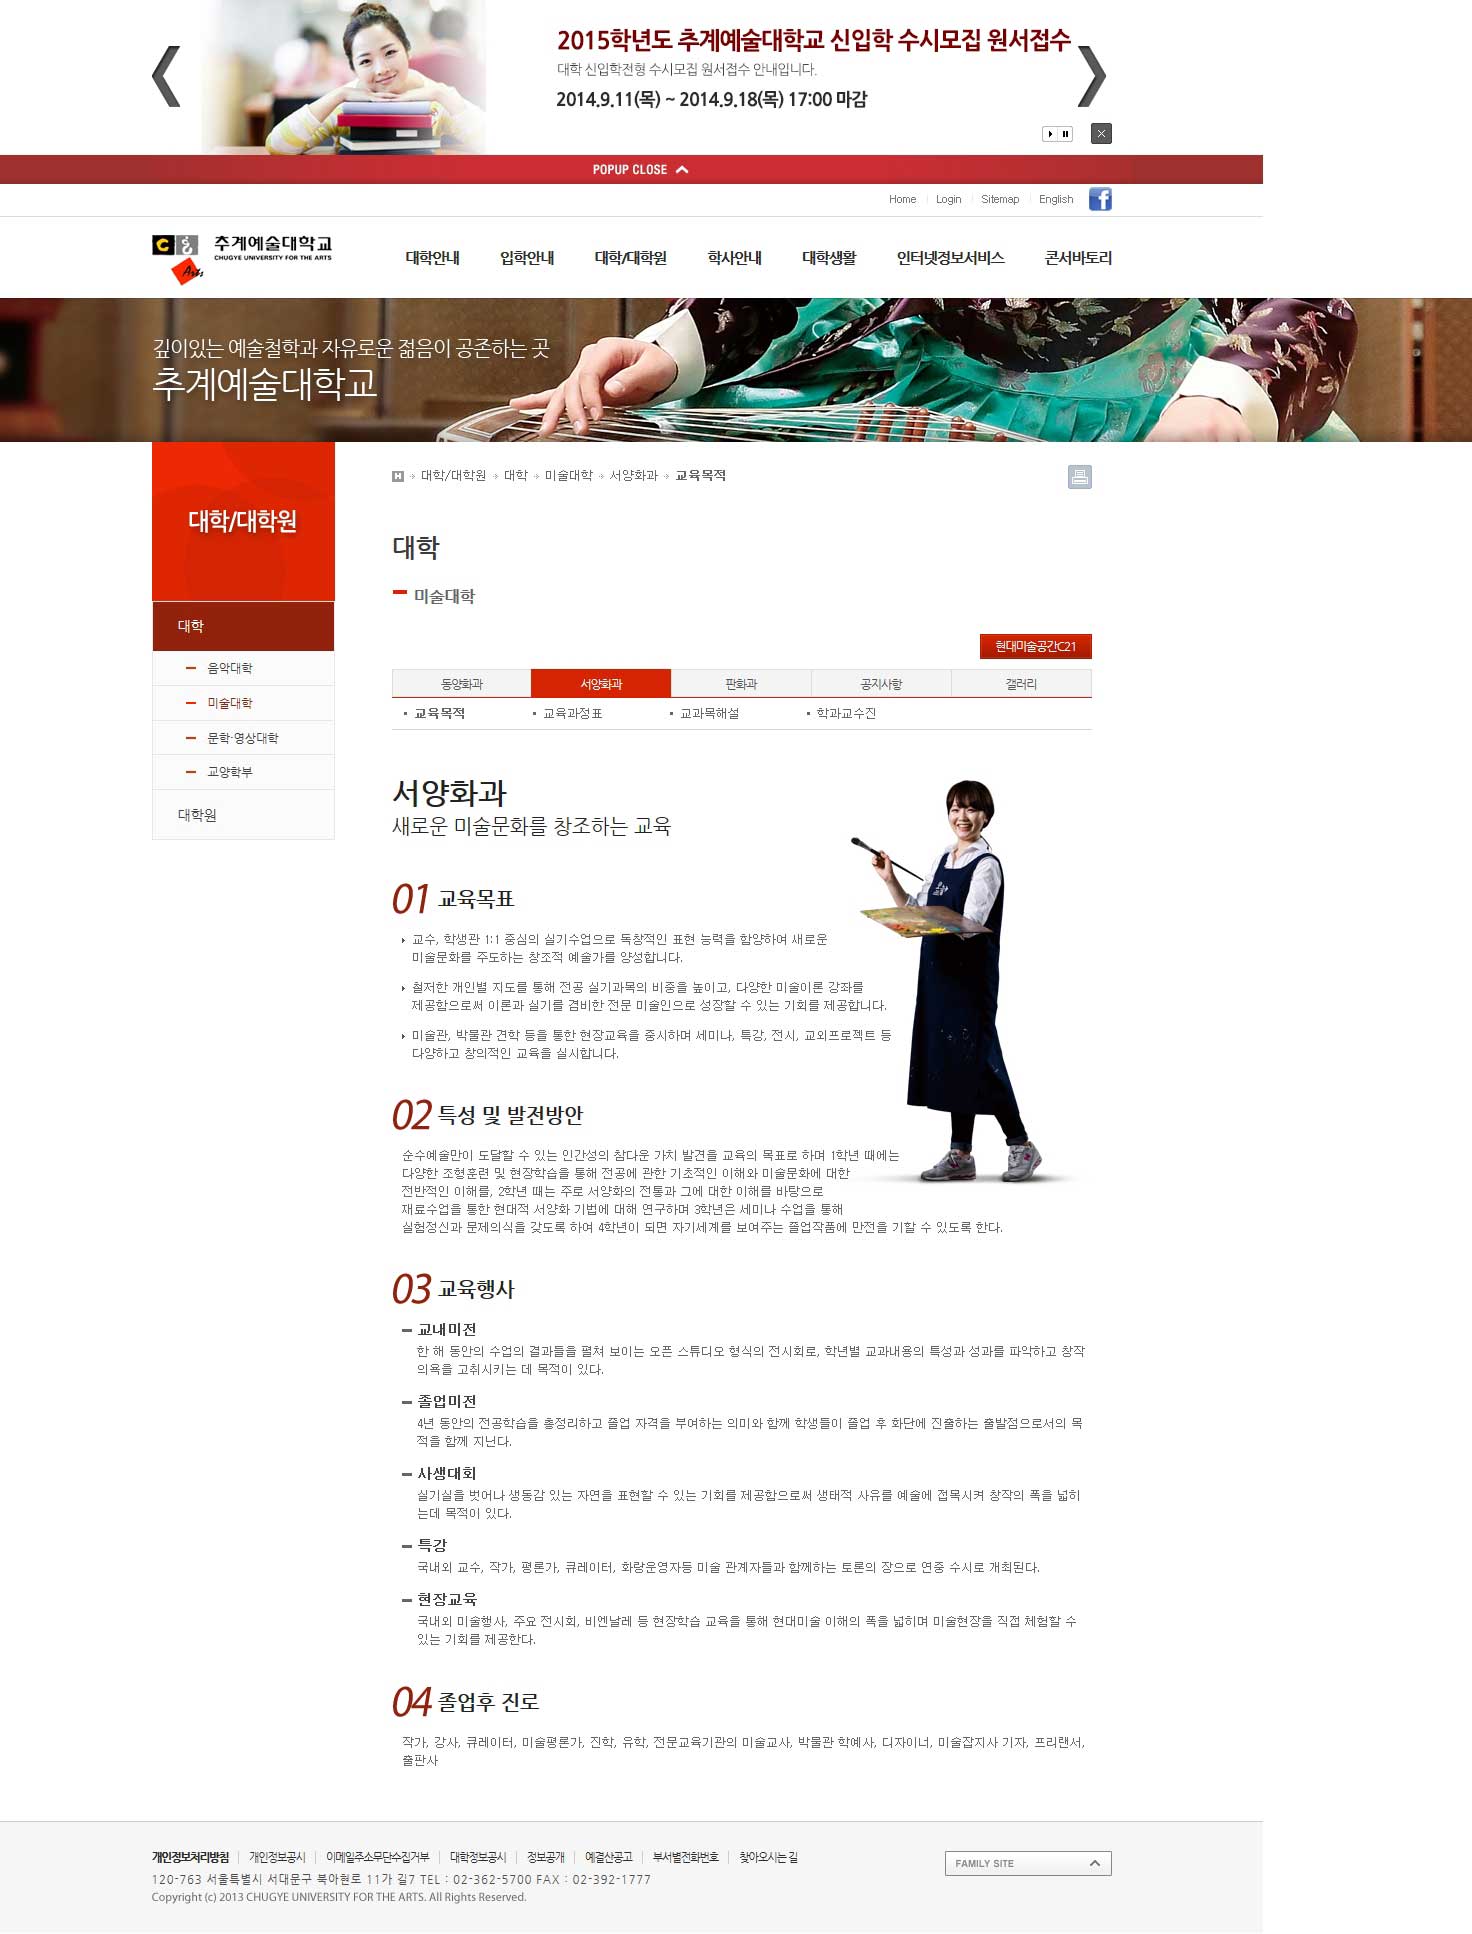 2015학년도 추계예술대학교 신입학 수시모집 원서접수
대학 신입학전형 수시모집 원서접수 안내입니다.
2014.9.11(목) ~ 2014.9.18(목) 17:00 마감
POPUP CLOSE
Home Login Sitemap English
추계예술대학교
CHUGYE UNIVERSITY FOR THE ARTS
Arts
대학안내 입학안내 대학/대학원 학사안내 대학생활 인터넷정보서비스 콘서바토리
깊이있는 예술철학과 자유로운 젊음이 공존하는 곳
추계예술대학교
대학/대학원
대학
음악대학
미술대학
문학·영상대학
교양학부
대학원
대학/대학원 대학 미술대학 서양화과 교육목적
대학
미술대학
현대미술공간C21
동양화과 서양화과 판화과 공지사항 갤러리
교육목적 교육과정표 교과목해설 학과교수진
서양화과
새로운 미술문화를 창조하는 교육
01 교육목표
교수, 학생관 1:1 중심의 실기수업으로 독창적인 표현 능력을 함양하여 새로운
미술문화를 주도하는 창조적 예술가를 양성합니다.
철저한 개인별 지도를 통해 전공 실기과목의 비중을 높이고, 다양한 미술이론 강좌를
제공함으로써 이론과 실기를 겸비한 전문 미술인으로 성장할 수 있는 기회를 제공합니다.
미술관, 박물관 견학 등을 통한 현장교육을 중시하며 세미나, 특강, 전시, 교외프로젝트 등
다양하고 창의적인 교육을 실시합니다.
02 특성 및 발전방안
순수예술만이 도달할 수 있는 인간성의 참다운 가치 발견을 교육의 목표로 하며 1학년 때에는
다양한 조형훈련 및 현장학습을 통해 전공에 관한 기초적인 이해와 미술문화에 대한
전반적인 이해를, 2학년 때는 주로 서양화의 전통과 그에 대한 이해를 바탕으로
재료수업을 통한 현대적 서양화 기법에 대해 연구하며 3학년은 세미나 수업을 통해
실험정신과 문제의식을 갖도록 하여 4학년이 되면 자기세계를 보여주는 졸업작품에 만전을 기할 수 있도록 한다.
03 교육행사
교내미전
한 해 동안의 수업의 결과들을 펼쳐 보이는 오픈 스튜디오 형식의 전시회로, 학년별 교과내용의 특성과 성과를 파악하고 창작
의욕을 고취시키는 데 목적이 있다.
졸업미전
4년 동안의 전공학습을 총정리하고 졸업 자격을 부여하는 의미와 함께 학생들이 졸업 후 화단에 진출하는 출발점으로서의 목
적을 함께 지닌다.
사생대회
실기실을 벗어나 생동감 있는 자연을 표현할 수 있는 기회를 제공함으로써 생태적 사유를 예술에 접목시켜 창작의 폭을 넓히
는데 목적이 있다.
특강
국내외 교수, 작가, 평론가, 큐레이터, 화랑운영자등 미술 관계자들과 함께하는 토론의 장으로 연중 수시로 개최된다.
현장교육
국내외 미술행사, 주요 전시회, 비엔날레 등 현장학습 교육을 통해 현대미술 이해의 폭을 넓히며 미술현장을 직접 체험할 수
있는 기회를 제공한다.
04 졸업후 진로
작가, 강사, 큐레이터, 미술평론가, 진학, 유학, 전문교육기관의 미술교사, 박물관 학예사, 디자이너, 미술잡지사 기자, 프리랜서,
출판사
개인정보처리방침 개인정보공시 이메일주소무단수집거부 대학정보공시 정보공개 예결산공고 부서별전화번호 찾아오시는 길
FAMILY SITE
120-763 서울특별시 서대문구 북아현로 11가 길7 TEL : 02-362-5700 FAX : 02-392-1777
Copyright (c) 2013 CHUGYE UNIVERSITY FOR THE ARTS. All Rights Reserved.